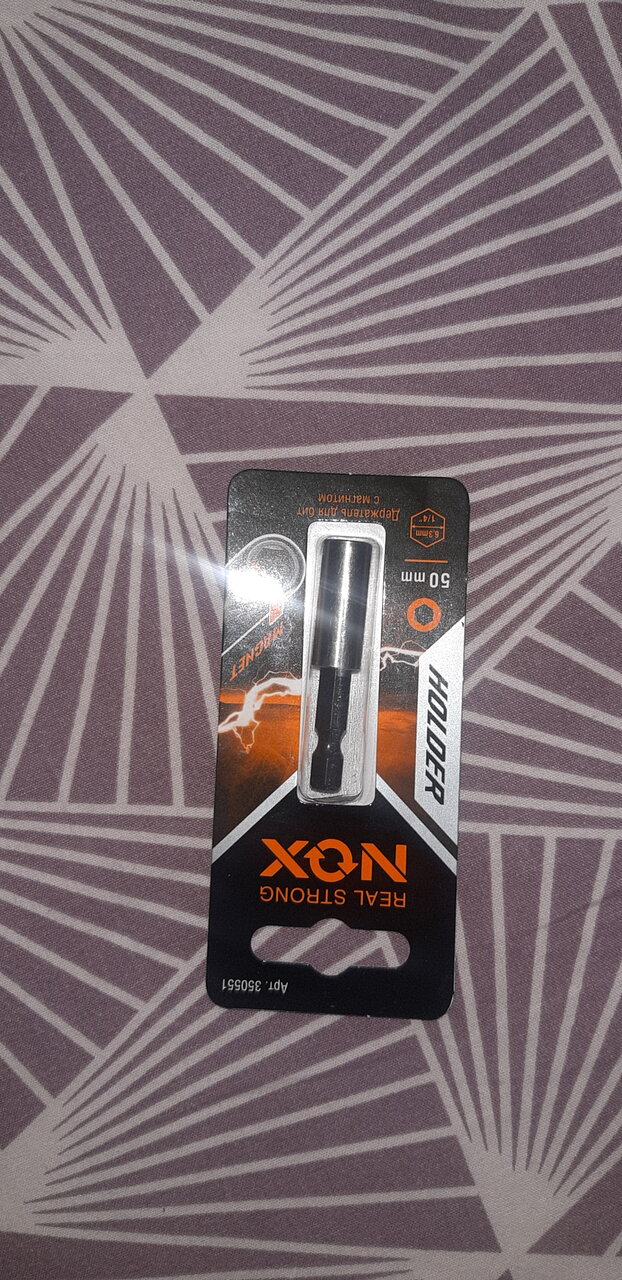 Арт. 350551
REAL STRONG
NOX
HOLDER
MAGNET
50 mm
6.3mm
1/4"
Держатель для бит
с магнитом